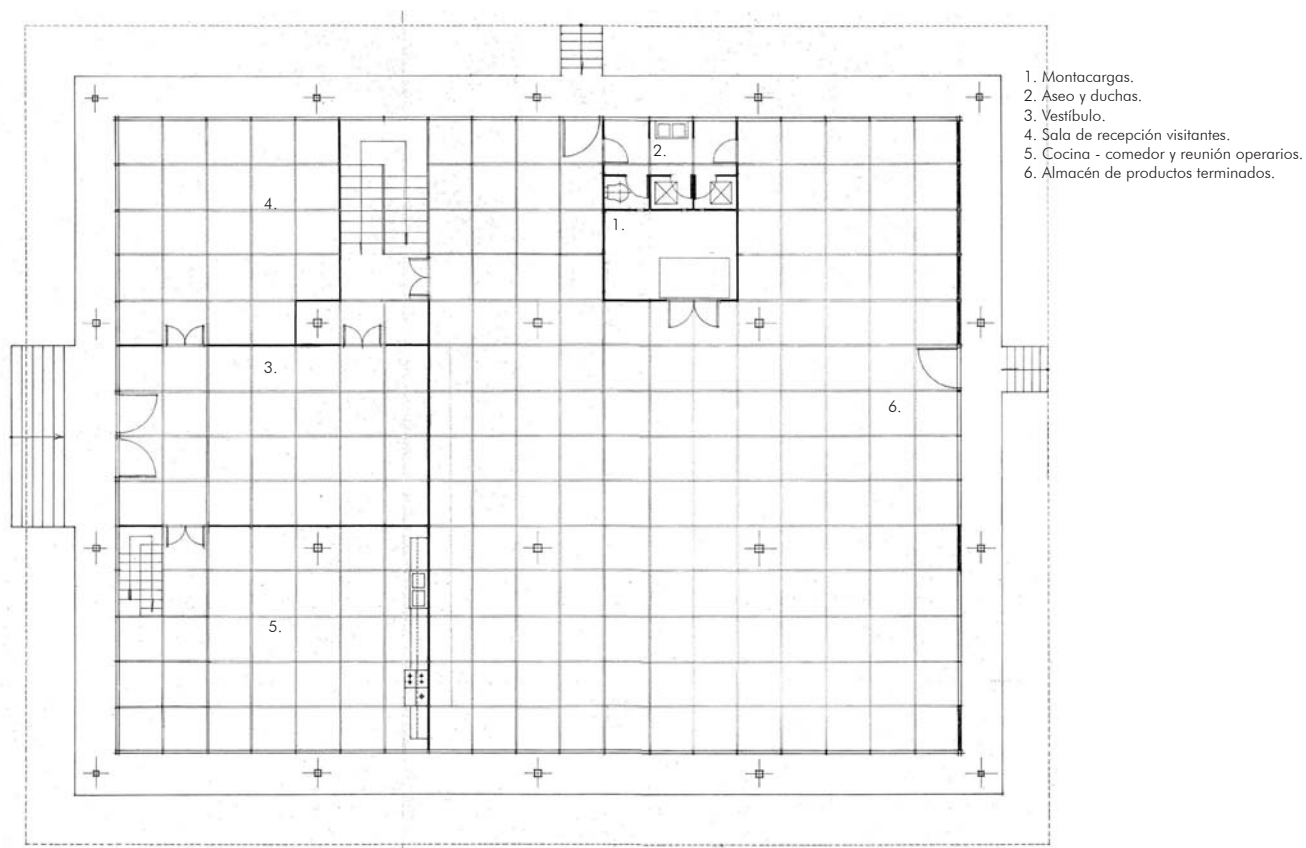 1. Montacargas.
2. Aseo y duchas.
3. Vestíbulo.
4. Sala de recepción visitantes.
5. Cocina - comedor y reunión operarios.
6. Almacén de productos terminados.
2.
4.
1.
3.
6.
5.